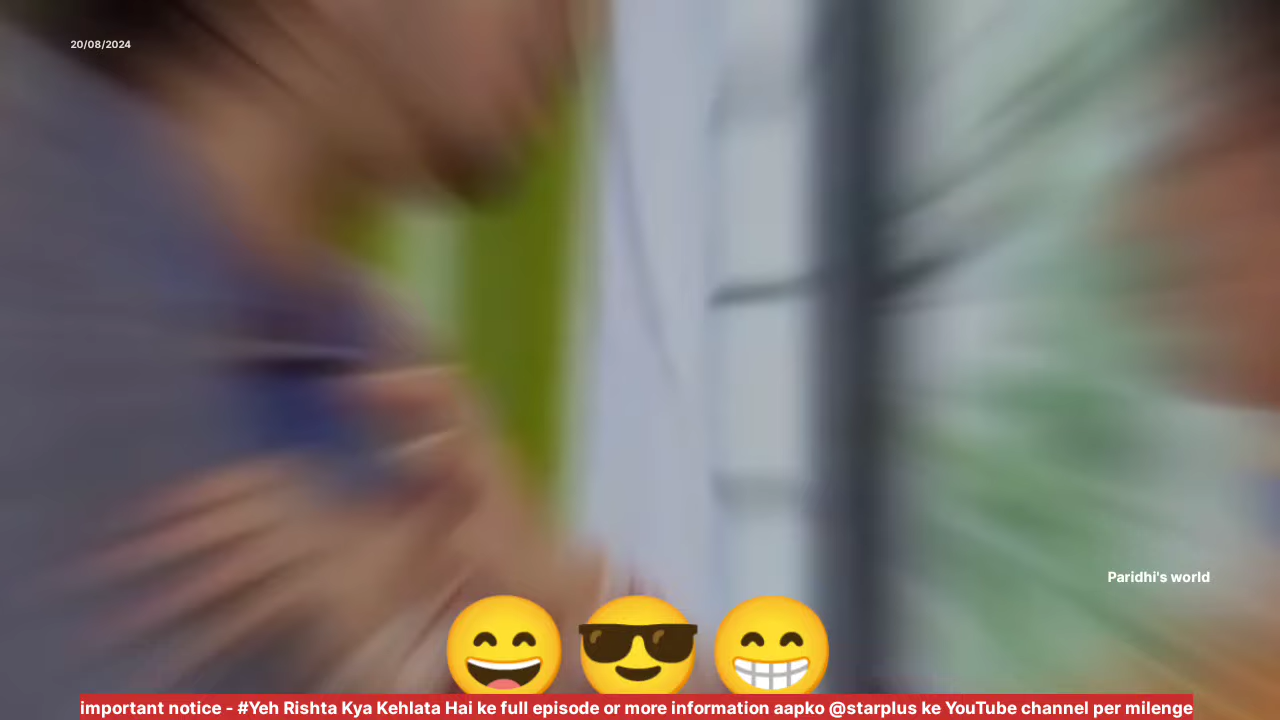 20/08/2024
Paridhi's world
important notice - #Yeh Rishta Kya Kehlata Hai ke full episode or more information aapko @starplus ke YouTube channel per milenge